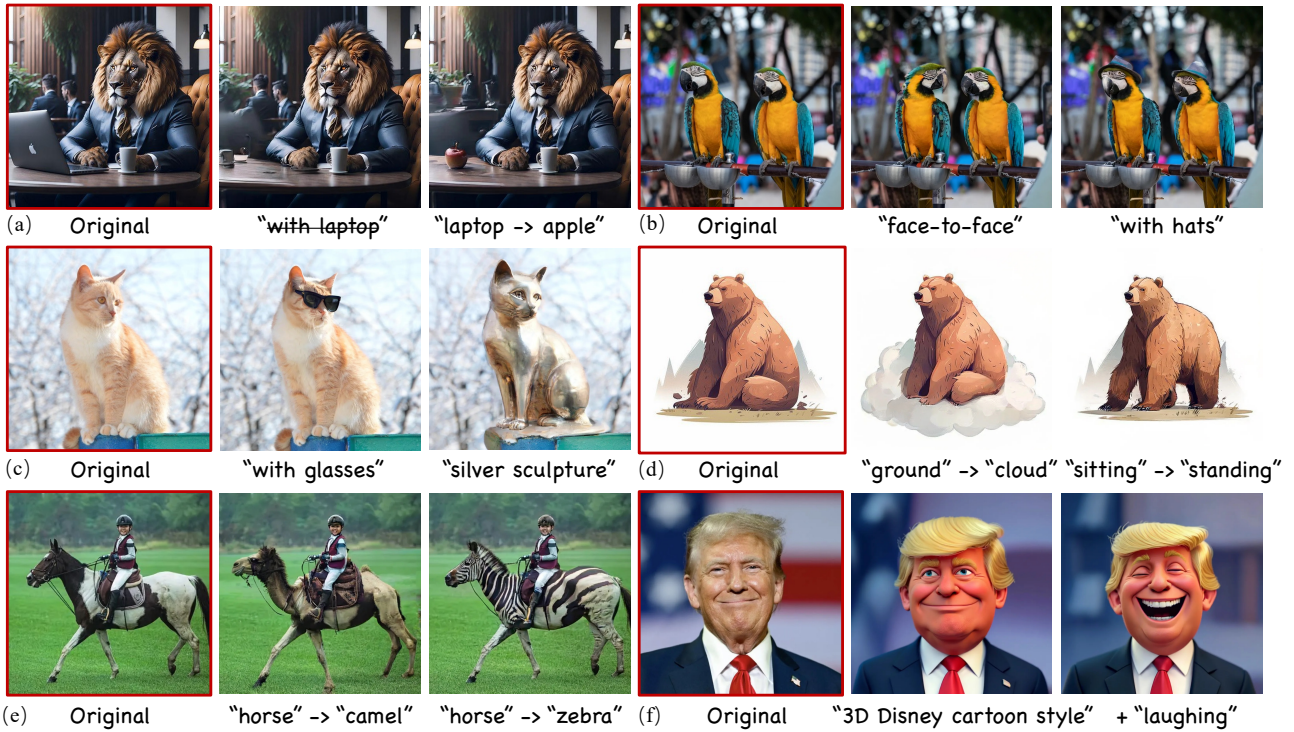 (a) Original "with laptop" "laptop -> apple" (b) Original "face-to-face" "with hats"
(c) Original "with glasses" "silver sculpture" (d) Original "ground" -> "cloud" "sitting" -> "standing"
(e) Original "horse" -> "camel" "horse" -> "zebra" (f) Original "3D Disney cartoon style" + "laughing"